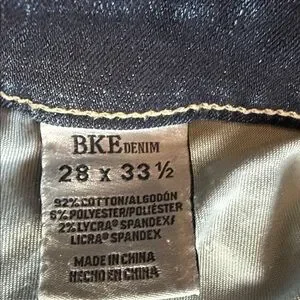 BKE DENIM
28 x 33 ½
92% COTTON/ALGODÓN
6% POLYESTER/POLIÉSTER
2% LYCRA® SPANDEX/
LICRA® SPANDEX
MADE IN CHINA
HECHO EN CHINA